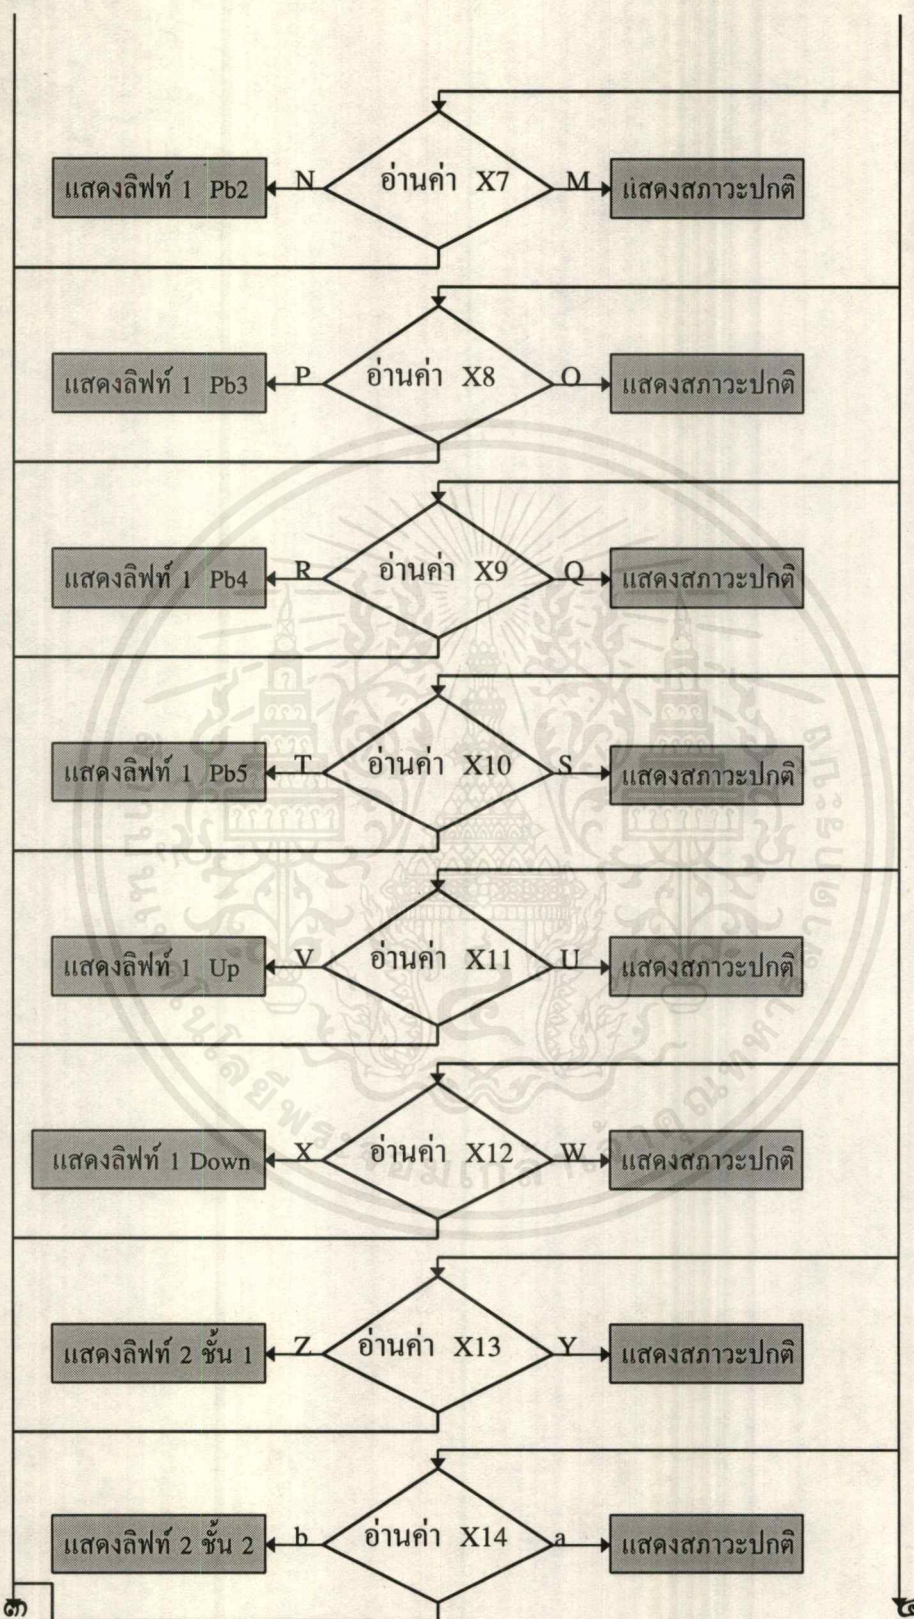 แสดงลิฟท์ 1 Pb2 N อ่านค่า X7 M แสดงสภาวะปกติ
แสดงลิฟท์ 1 Pb3 P อ่านค่า X8 O แสดงสภาวะปกติ
แสดงลิฟท์ 1 Pb4 R อ่านค่า X9 Q แสดงสภาวะปกติ
แสดงลิฟท์ 1 Pb5 T อ่านค่า X10 S แสดงสภาวะปกติ
แสดงลิฟท์ 1 Up V อ่านค่า X11 U แสดงสภาวะปกติ
แสดงลิฟท์ 1 Down X อ่านค่า X12 W แสดงสภาวะปกติ
แสดงลิฟท์ 2 ชั้น 1 Z อ่านค่า X13 Y แสดงสภาวะปกติ
แสดงลิฟท์ 2 ชั้น 2 b อ่านค่า X14 a แสดงสภาวะปกติ